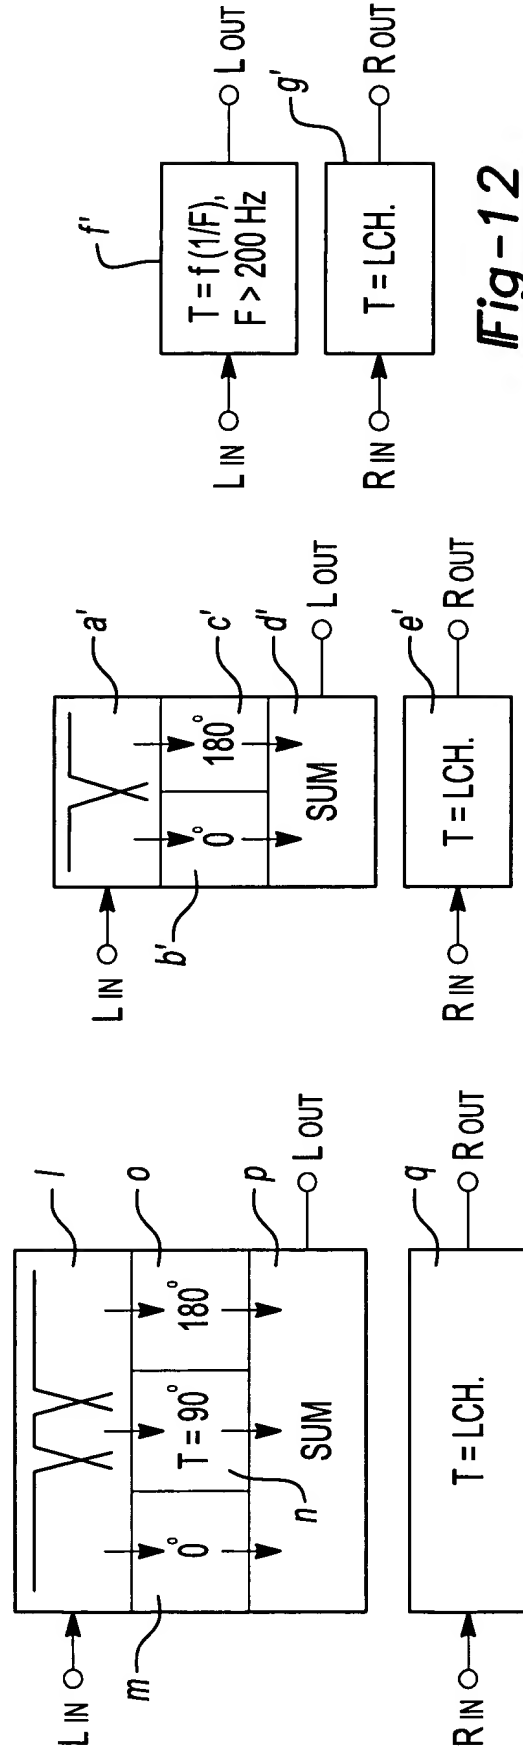 l
L IN
m
0°
T = 90°
180°
o
n
SUM
p
L OUT
R IN
T = LCH.
q
R OUT
a'
L IN
b'
0°
180°
c'
SUM
d'
L OUT
R IN
T = LCH.
e'
R OUT
f'
L IN
T = f (1/F),
F > 200 Hz
L OUT
g'
R IN
T = LCH.
R OUT
Fig-12